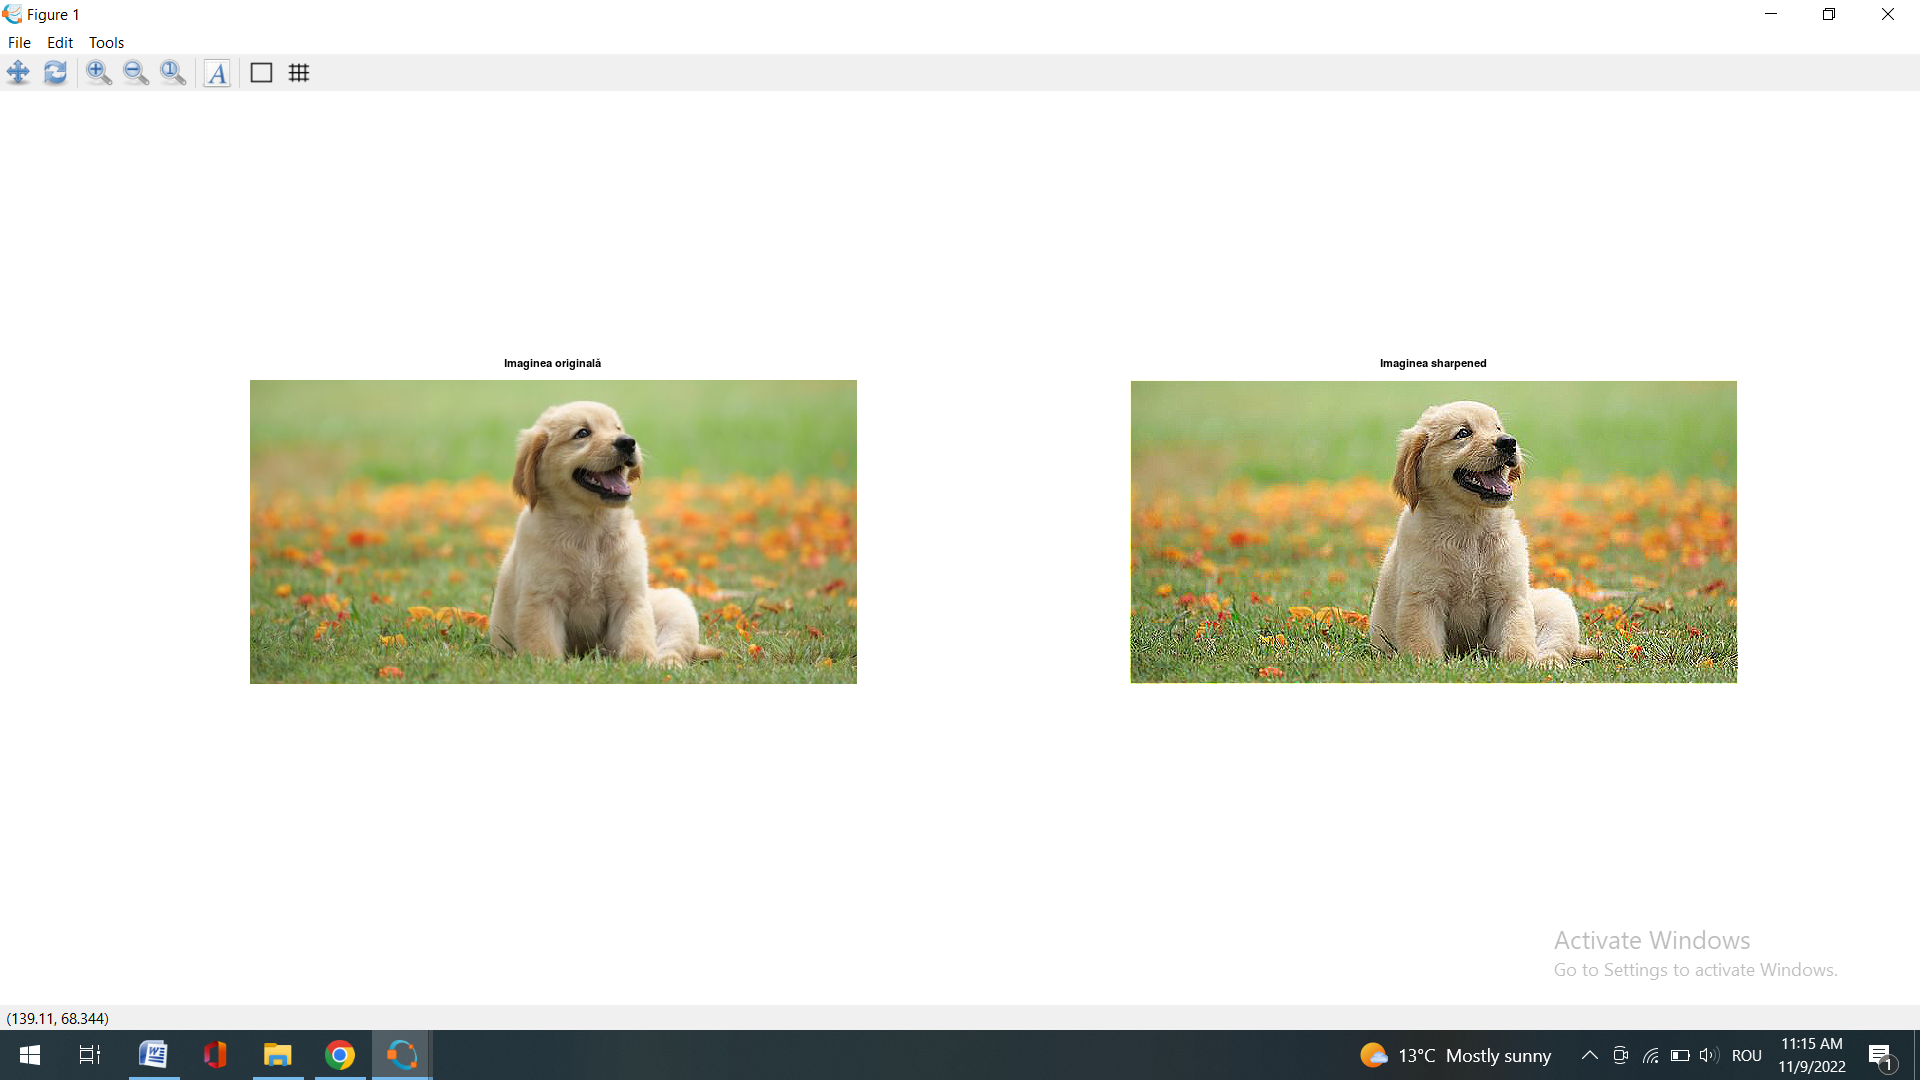 Figure 1
File Edit Tools
A
Imaginea originală
Imaginea sharpened
Activate Windows
Go to Settings to activate Windows.
(139.11, 68.344)
13°C Mostly sunny
ROU
11:15 AM
11/9/2022
1